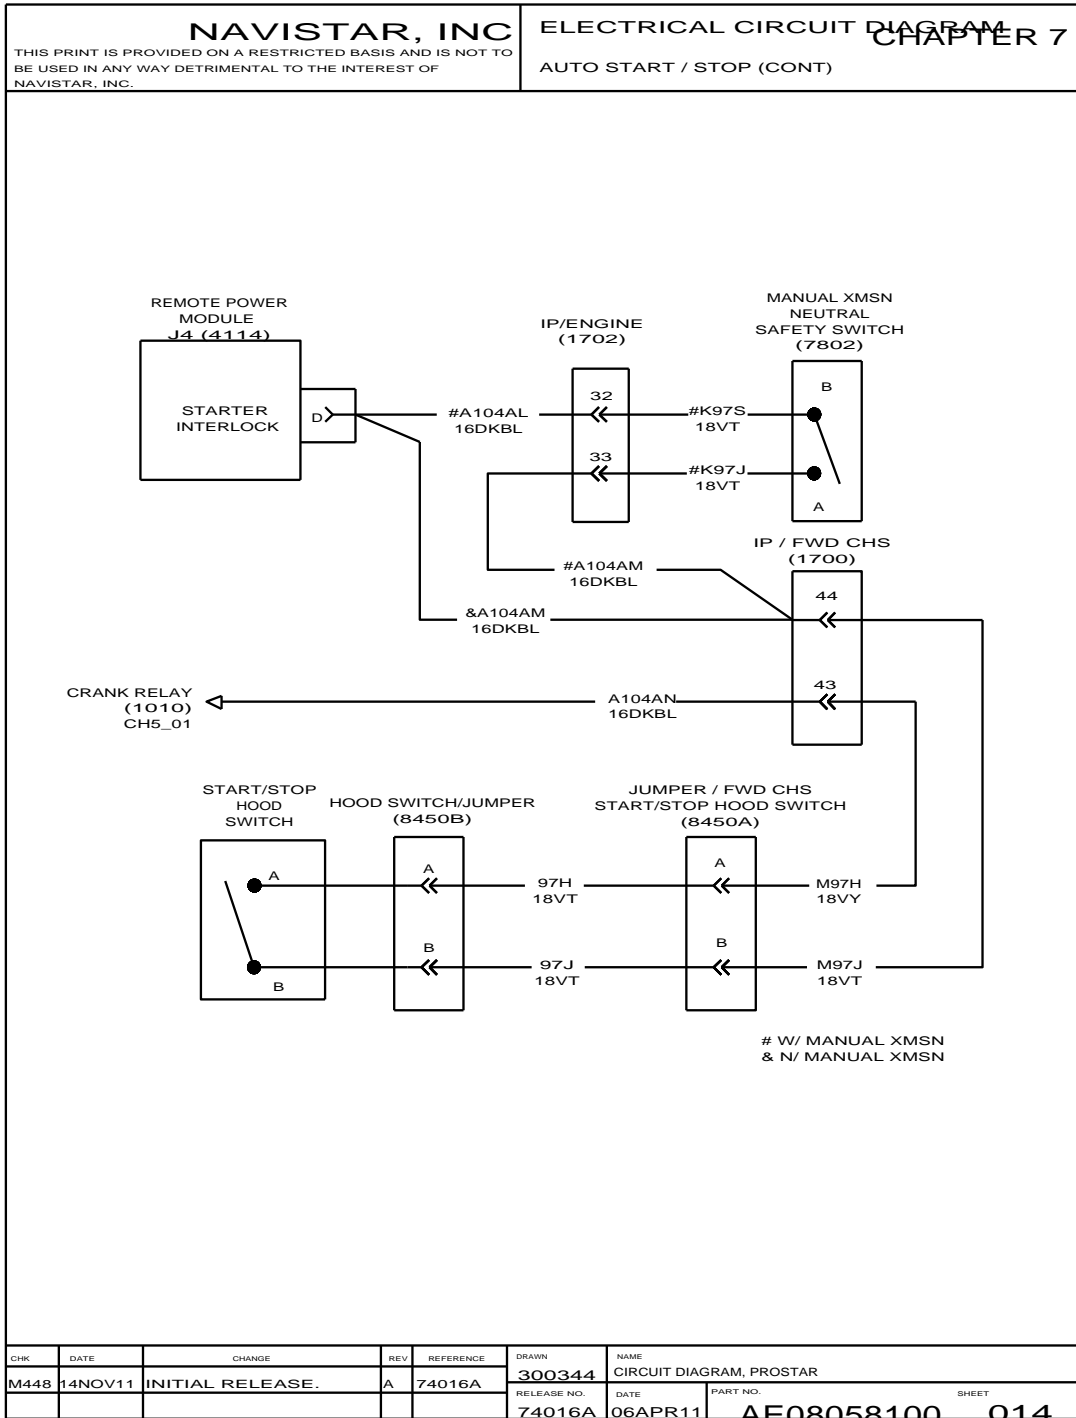 NAVISTAR, INC
THIS PRINT IS PROVIDED ON A RESTRICTED BASIS AND IS NOT TO
BE USED IN ANY WAY DETRIMENTAL TO THE INTEREST OF
NAVISTAR, INC.
ELECTRICAL CIRCUIT DIAGRAM
CHAPTER 7
AUTO START / STOP (CONT)
REMOTE POWER
MODULE
J4 (4114)
STARTER
INTERLOCK
D
#A104AL
16DKBL
IP/ENGINE
(1702)
32
33
#K97S
18VT
#K97J
18VT
MANUAL XMSN
NEUTRAL
SAFETY SWITCH
(7802)
B
A
#A104AM
16DKBL
&A104AM
16DKBL
IP / FWD CHS
(1700)
44
43
CRANK RELAY
(1010)
CH5_01
A104AN
16DKBL
START/STOP
HOOD
SWITCH
A
B
HOOD SWITCH/JUMPER
(8450B)
A
B
97H
18VT
97J
18VT
JUMPER / FWD CHS
START/STOP HOOD SWITCH
(8450A)
A
B
M97H
18VY
M97J
18VT
# W/ MANUAL XMSN
& N/ MANUAL XMSN
CHK DATE CHANGE REV REFERENCE
M448 14NOV11 INITIAL RELEASE. A 74016A
DRAWN
300344
NAME
CIRCUIT DIAGRAM, PROSTAR
RELEASE NO.
74016A
DATE
06APR11
PART NO.
AE08058100
SHEET
014